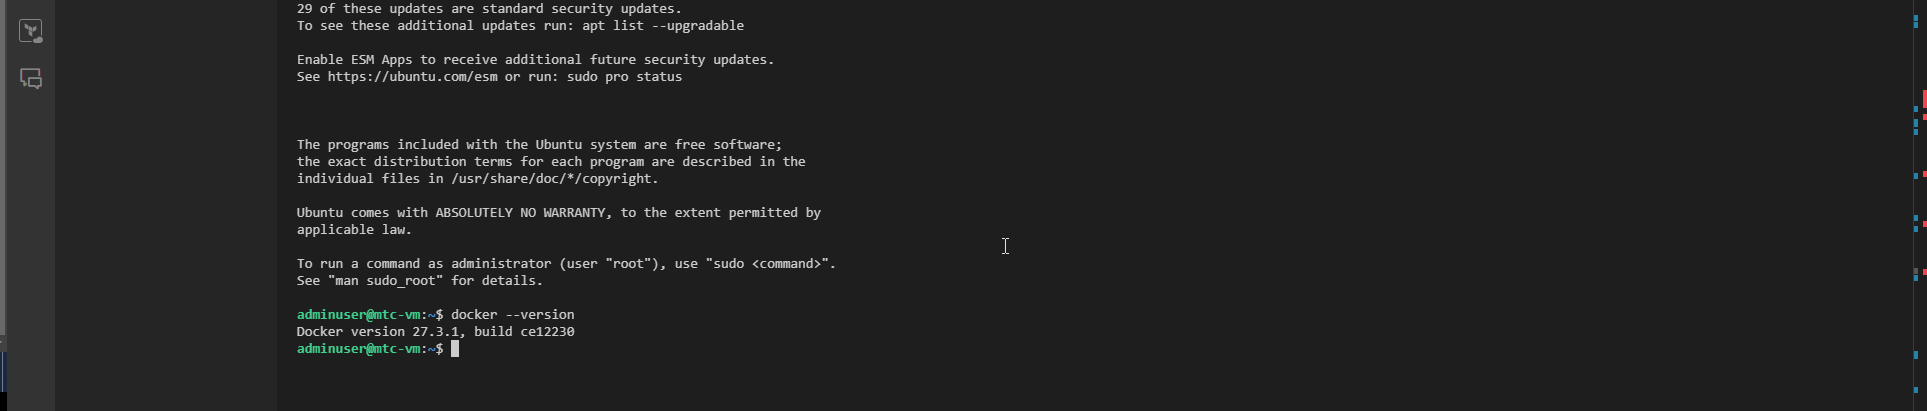 29 of these updates are standard security updates.
To see these additional updates run: apt list --upgradable
Enable ESM Apps to receive additional future security updates.
See https://ubuntu.com/esm or run: sudo pro status
The programs included with the Ubuntu system are free software;
the exact distribution terms for each program are described in the
individual files in /usr/share/doc/*/copyright.
Ubuntu comes with ABSOLUTELY NO WARRANTY, to the extent permitted by
applicable law.
To run a command as administrator (user "root"), use "sudo <command>".
See "man sudo_root" for details.
adminuser@mtc-vm:~$ docker --version
Docker version 27.3.1, build ce12230
adminuser@mtc-vm:~$